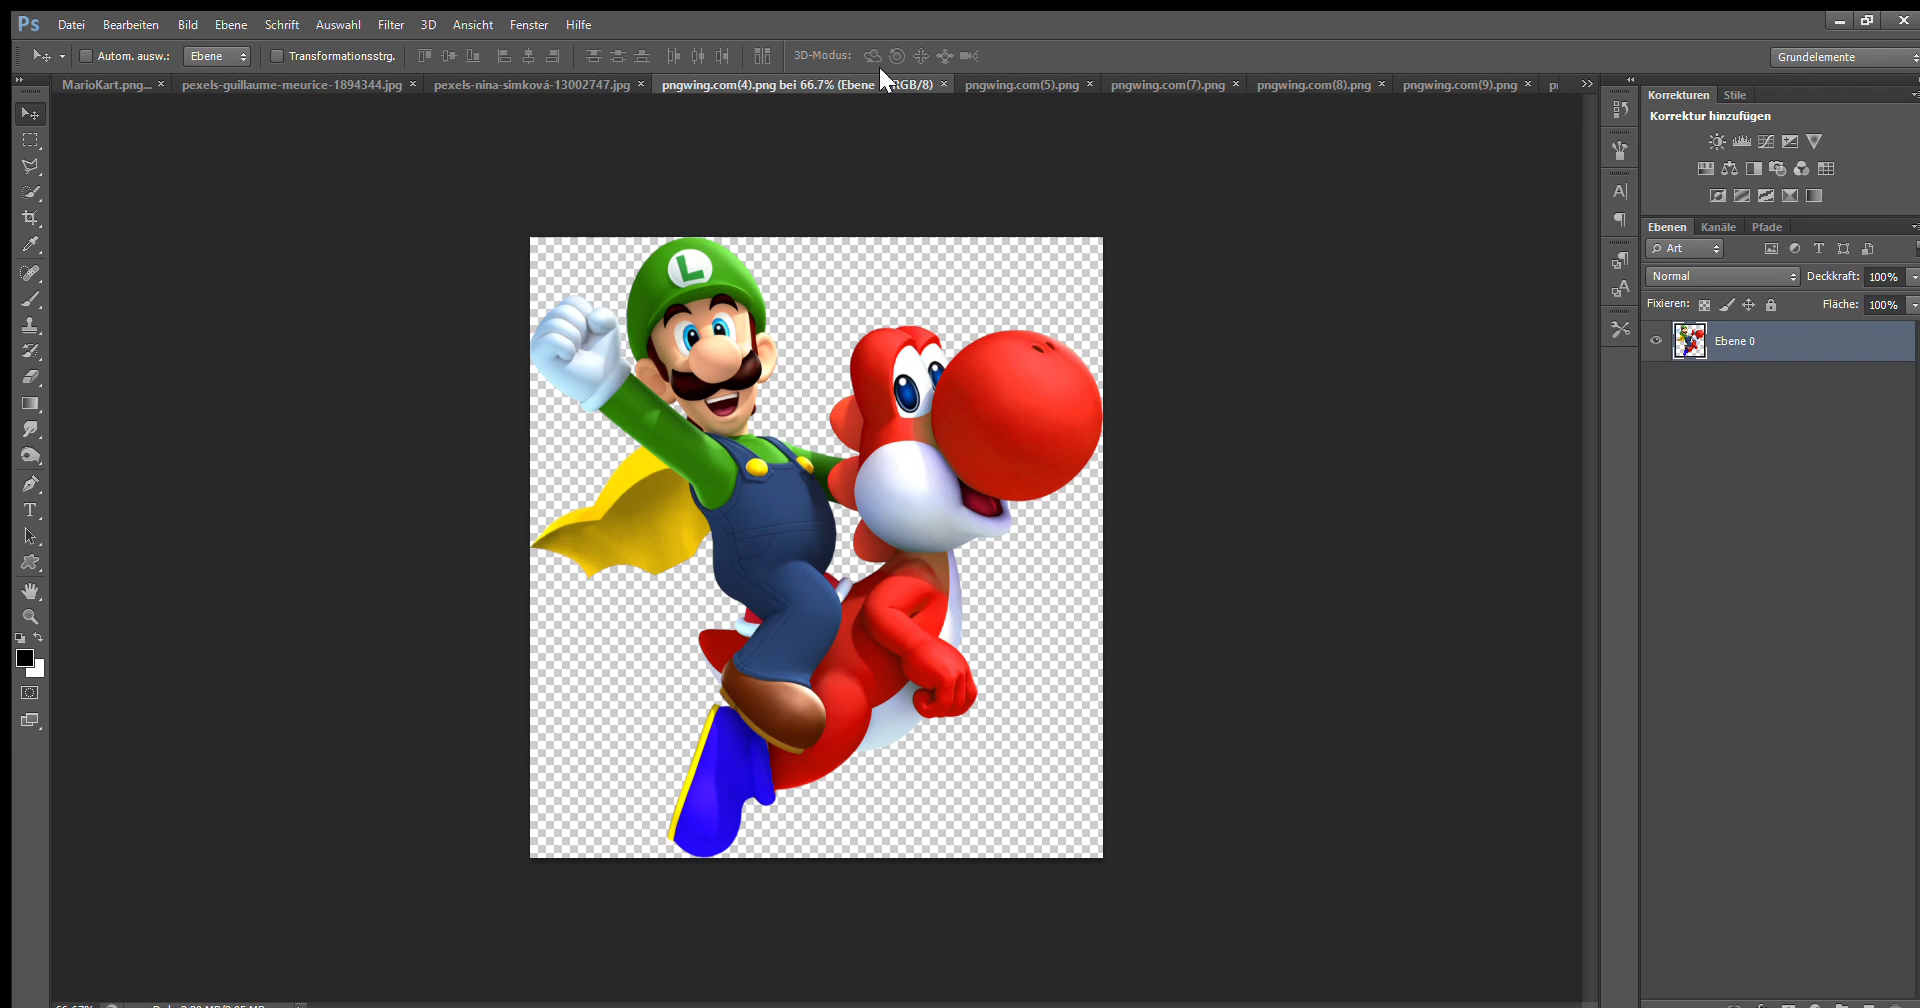 Ps Datei Bearbeiten Bild Ebene Schrift Auswahl Filter 3D Ansicht Fenster Hilfe
Autom. ausw.: Ebene Transformationsstrg. 3D-Modus: Grundelemente
MarioKart.png... × pexels-guillaume-meurice-1894344.jpg × pexels-nina-simková-13002747.jpg × pngwing.com(4).png bei 66.7% (Ebene RGB/8) × pngwing.com(5).png × pngwing.com(7).png × pngwing.com(8).png × pngwing.com(9).png ×
Korrekturen Stile
Korrektur hinzufügen
Ebenen Kanäle Pfade
Art
Normal Deckkraft: 100%
Fixieren: Fläche: 100%
Ebene 0
L